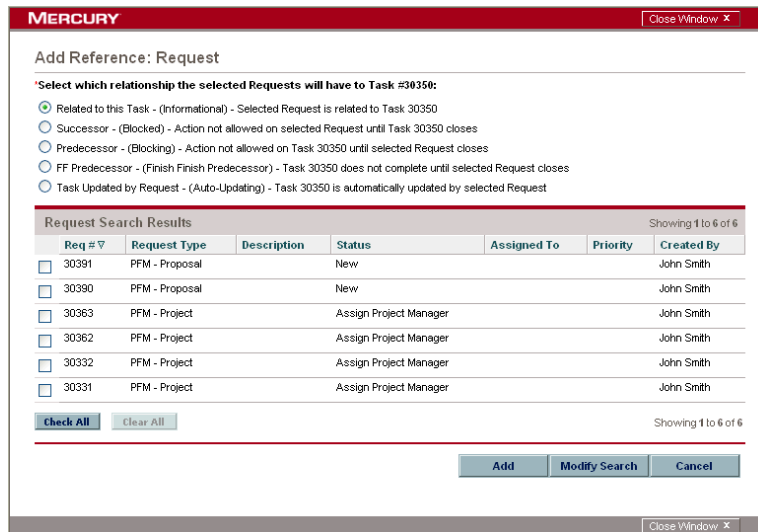 MERCURY
Close Window x
Add Reference: Request
*Select which relationship the selected Requests will have to Task #30350:
Related to this Task - (Informational) - Selected Request is related to Task 30350
Successor - (Blocked) - Action not allowed on selected Request until Task 30350 closes
Predecessor - (Blocking) - Action not allowed on Task 30350 until selected Request closes
FF Predecessor - (Finish Finish Predecessor) - Task 30350 does not complete until selected Request closes
Task Updated by Request - (Auto-Updating) - Task 30350 is automatically updated by selected Request
Request Search Results Showing 1 to 6 of 6
Req # Request Type Description Status Assigned To Priority Created By
30391 PFM - Proposal New John Smith
30390 PFM - Proposal New John Smith
30363 PFM - Project Assign Project Manager John Smith
30362 PFM - Project Assign Project Manager John Smith
30332 PFM - Project Assign Project Manager John Smith
30331 PFM - Project Assign Project Manager John Smith
Check All Clear All Showing 1 to 6 of 6
Add Modify Search Cancel
Close Window x